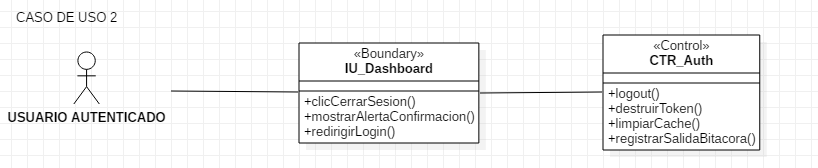 CASO DE USO 2
USUARIO AUTENTICADO
«Boundary»
IU_Dashboard
+clicCerrarSesion()
+mostrarAlertaConfirmacion()
+redirigirLogin()
«Control»
CTR_Auth
+logout()
+destruirToken()
+limpiarCache()
+registrarSalidaBitacora()